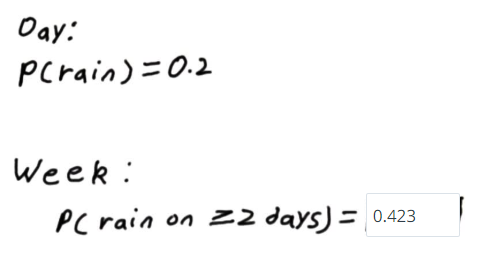 Day:
P(rain) = 0.2
Week:
P( rain on ≥2 days) = 0.423